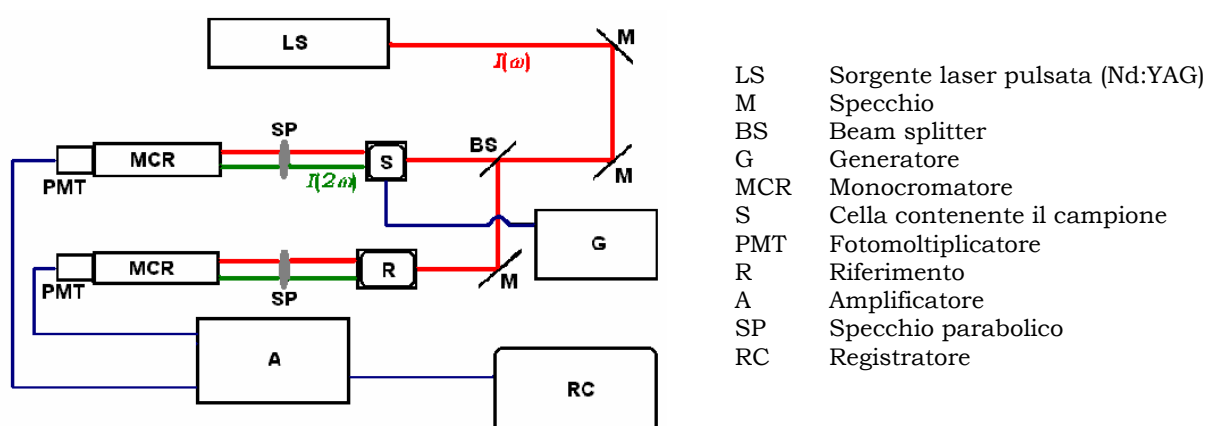 LS
M
I(ω)
SP
BS
MCR
S
PMT
I(2ω)
M
G
MCR
R
PMT
SP
M
A
RC
LS Sorgente laser pulsata (Nd:YAG)
M Specchio
BS Beam splitter
G Generatore
MCR Monocromatore
S Cella contenente il campione
PMT Fotomoltiplicatore
R Riferimento
A Amplificatore
SP Specchio parabolico
RC Registratore